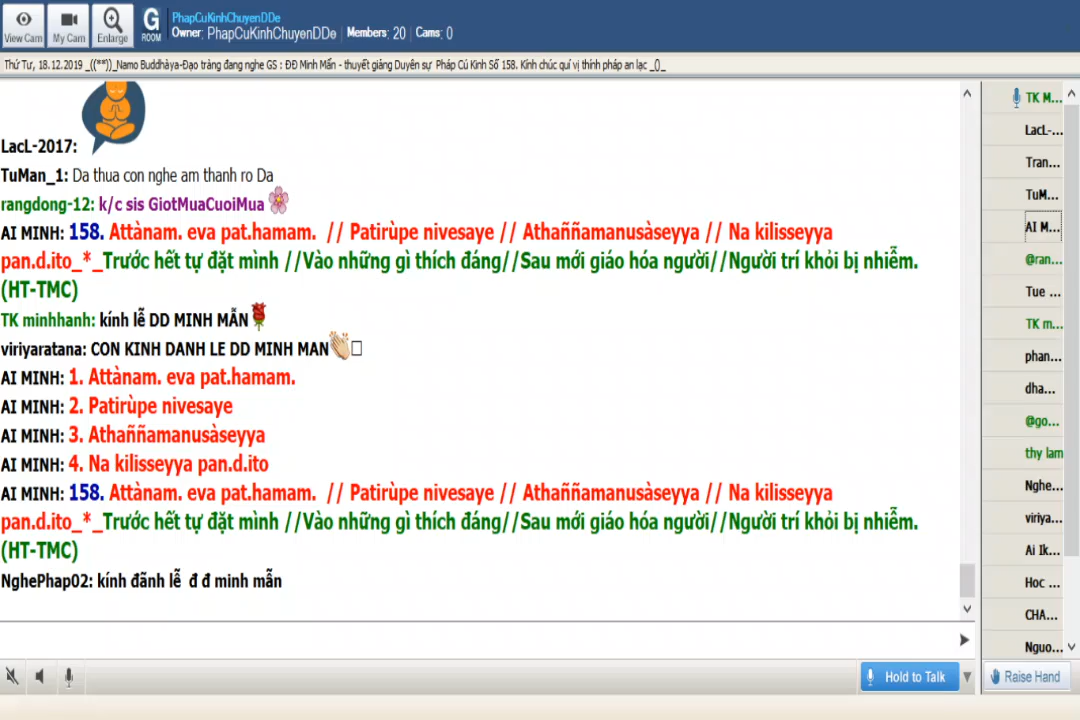 View Cam
My Cam
Enlarge
G
ROOM
PhapCuKinhChuyenDDe
Owner: PhapCuKinhChuyenDDe
Members: 20
Cams: 0
Thứ Tư, 18.12.2019 _((**))_Namo Buddhàya-Đạo tràng đang nghe GS : ĐĐ Minh Mẩn - thuyết giảng Duyên sự Pháp Cú Kinh Số 158. Kính chúc quí vị thính pháp an lạc _()_
LacL-2017:
TuMan_1: Da thua con nghe am thanh ro Da
rangdong-12: k/c sis GiotMuaCuoiMua
AI MINH: 158. Attànam. eva pat.hamam. // Patirùpe nivesaye // Athaññamanusàseyya // Na kilisseyya
pan.d.ito_*_Trước hết tự đặt mình //Vào những gì thích đáng//Sau mới giáo hóa người//Người trí khỏi bị nhiễm.
(HT-TMC)
TK minhhanh: kính lễ DD MINH MẪN
viriyaratana: CON KINH DANH LE DD MINH MAN
AI MINH: 1. Attànam. eva pat.hamam.
AI MINH: 2. Patirùpe nivesaye
AI MINH: 3. Athaññamanusàseyya
AI MINH: 4. Na kilisseyya pan.d.ito
AI MINH: 158. Attànam. eva pat.hamam. // Patirùpe nivesaye // Athaññamanusàseyya // Na kilisseyya
pan.d.ito_*_Trước hết tự đặt mình //Vào những gì thích đáng//Sau mới giáo hóa người//Người trí khỏi bị nhiễm.
(HT-TMC)
NghePhap02: kính đãnh lễ đ đ minh mẫn
TK M...
LacL-...
Tran...
TuM...
AI M...
@ran...
Tue ...
TK m...
phan...
dha...
@go...
thy lam
Nghe...
viriya...
Ai Ik...
Hoc ...
CHA...
Nguo...
Hold to Talk
Raise Hand